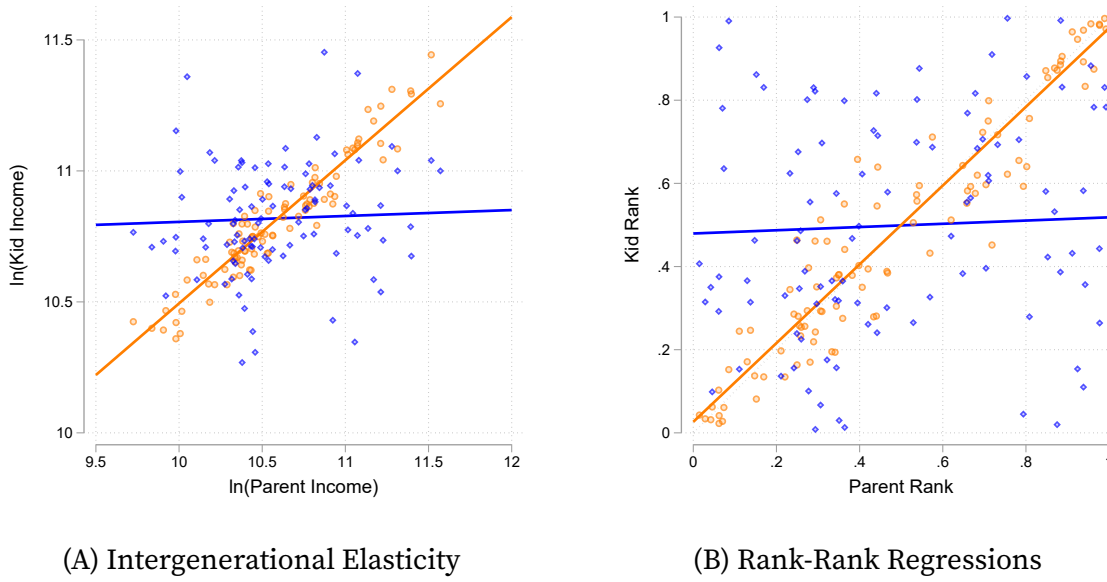 ln(Kid Income)
11.5
11
10.5
10
9.5 10 10.5 11 11.5 12
ln(Parent Income)
(A) Intergenerational Elasticity
Kid Rank
1
.8
.6
.4
.2
0
0 .2 .4 .6 .8 1
Parent Rank
(B) Rank-Rank Regressions